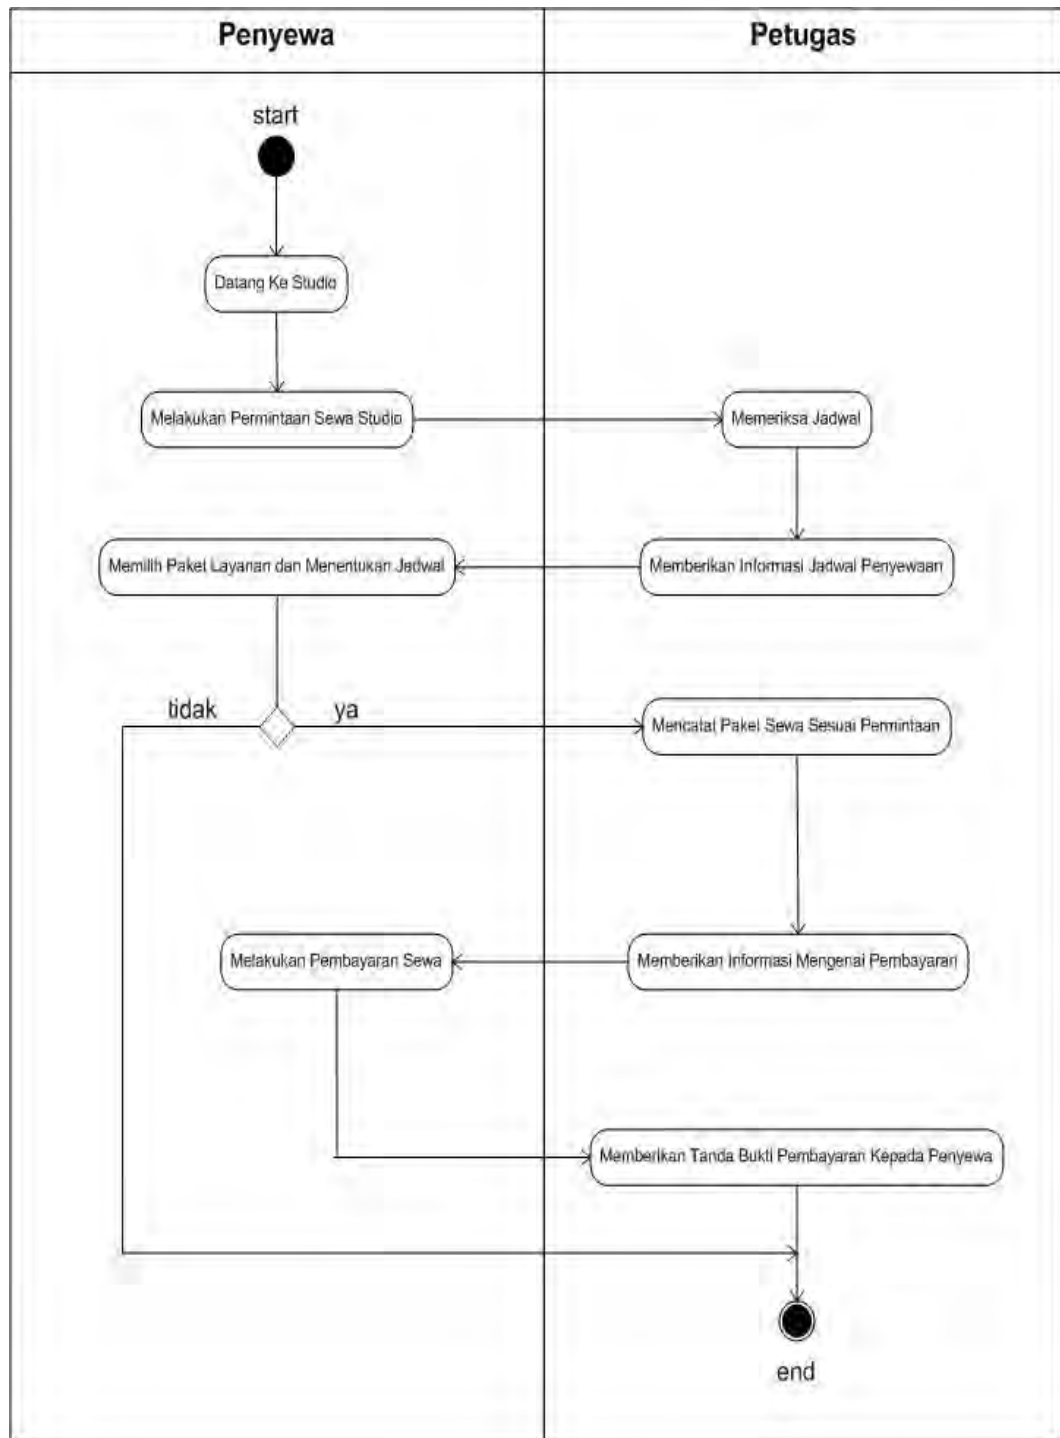 Penyewa
Petugas
start
Datang Ke Studio
Melakukan Permintaan Sewa Studio
Memeriksa Jadwal
Memilih Paket Layanan dan Menentukan Jadwal
Memberikan Informasi Jadwal Penyewaan
tidak
ya
Mencatat Paket Sewa Sesuai Permintaan
Melakukan Pembayaran Sewa
Memberikan Informasi Mengenai Pembayaran
Memberikan Tanda Bukti Pembayaran Kepada Penyewa
end